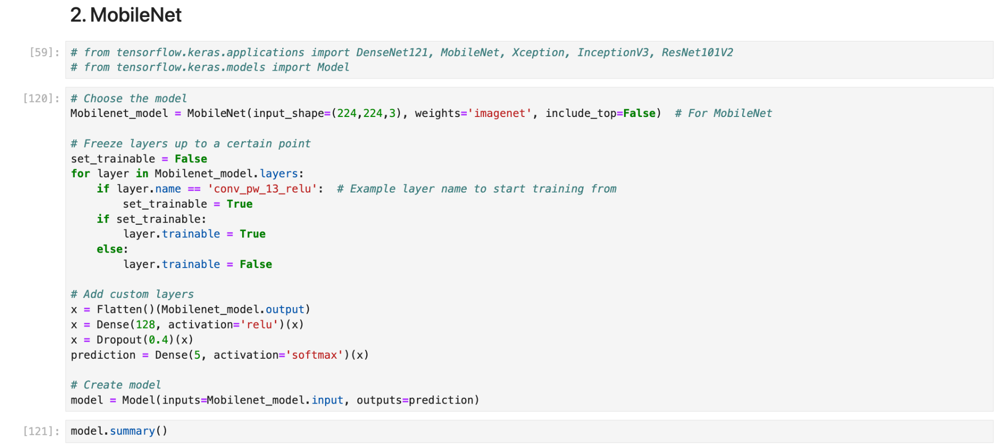 2. MobileNet
[59]: # from tensorflow.keras.applications import DenseNet121, MobileNet, Xception, InceptionV3, ResNet101V2
# from tensorflow.keras.models import Model
[120]: # Choose the model
Mobilenet_model = MobileNet(input_shape=(224,224,3), weights='imagenet', include_top=False)  # For MobileNet

# Freeze layers up to a certain point
set_trainable = False
for layer in Mobilenet_model.layers:
    if layer.name == 'conv_pw_13_relu':  # Example layer name to start training from
        set_trainable = True
    if set_trainable:
        layer.trainable = True
    else:
        layer.trainable = False

# Add custom layers
x = Flatten()(Mobilenet_model.output)
x = Dense(128, activation='relu')(x)
x = Dropout(0.4)(x)
prediction = Dense(5, activation='softmax')(x)

# Create model
model = Model(inputs=Mobilenet_model.input, outputs=prediction)
[121]: model.summary()